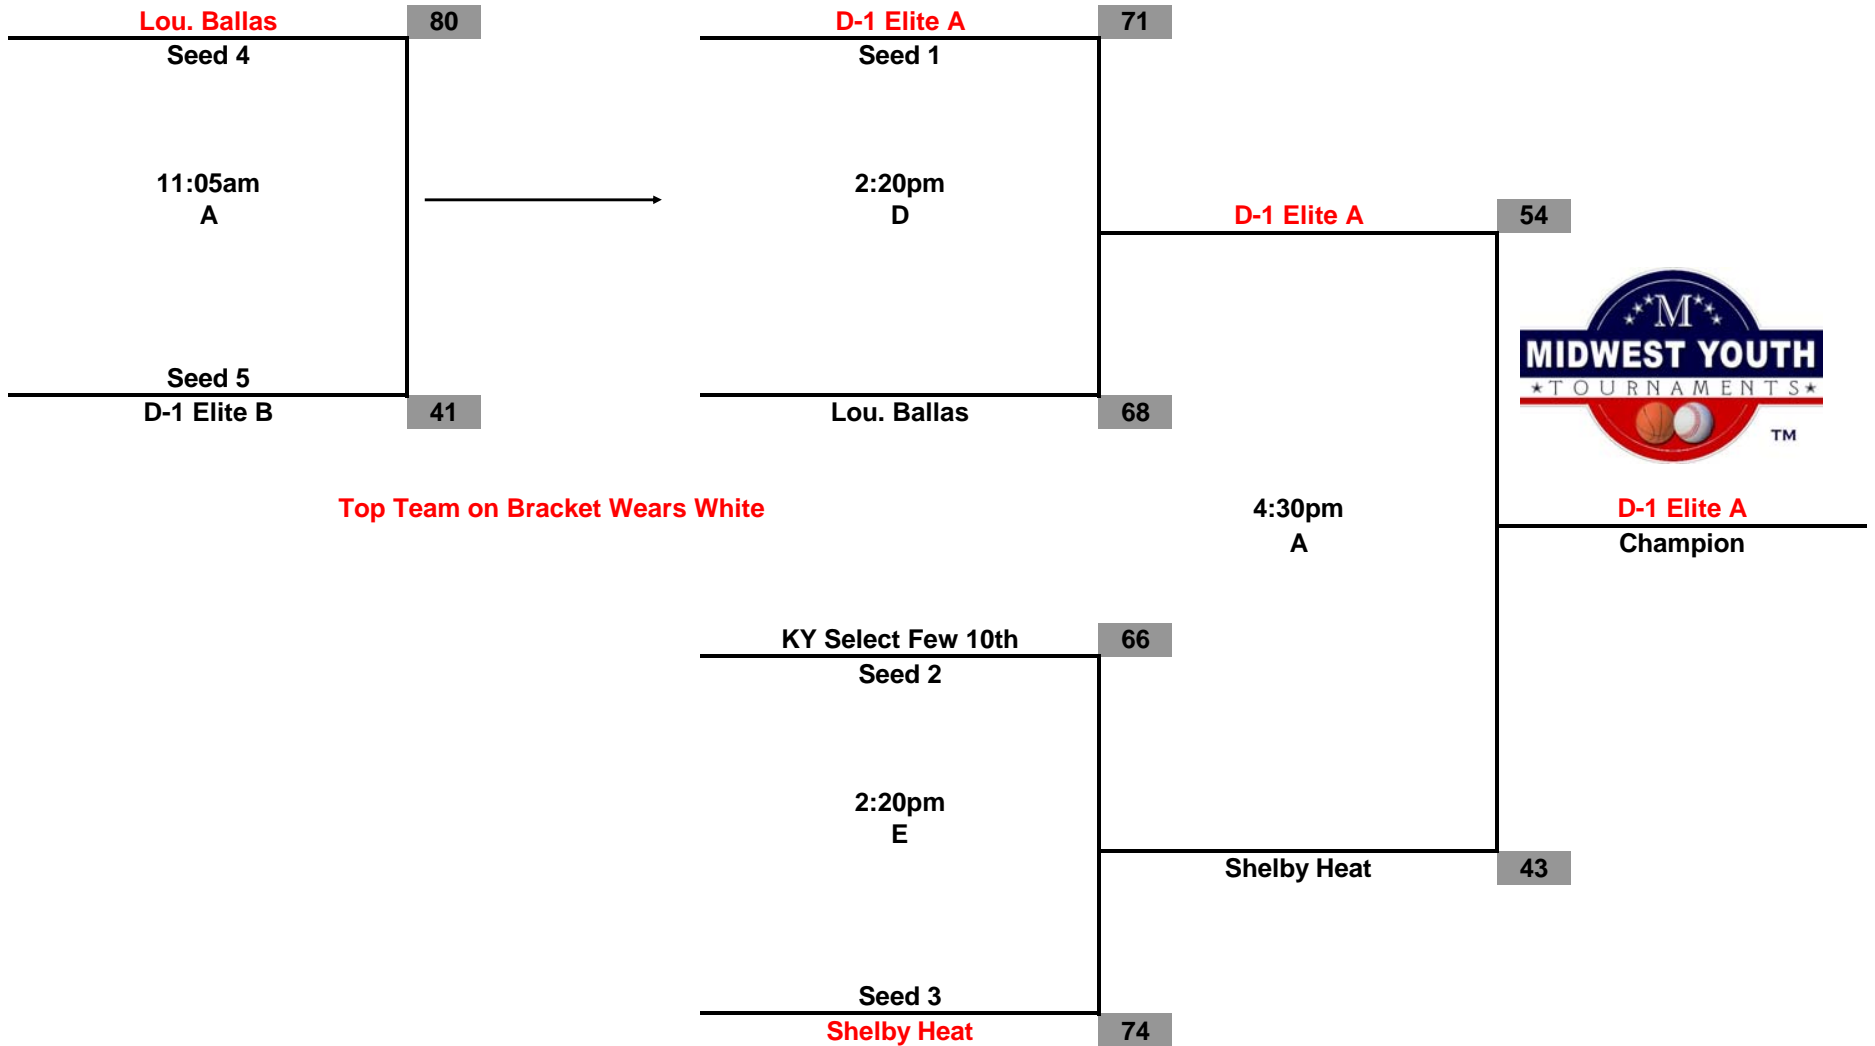 Lou. Ballas 80
Seed 4
11:05am
A
Seed 5
D-1 Elite B 41
D-1 Elite A 71
Seed 1
2:20pm
D
Lou. Ballas 68
D-1 Elite A 54
M
MIDWEST YOUTH
TOURNAMENTS
TM
Top Team on Bracket Wears White
4:30pm
A
D-1 Elite A
Champion
KY Select Few 10th 66
Seed 2
2:20pm
E
Shelby Heat 43
Seed 3
Shelby Heat 74